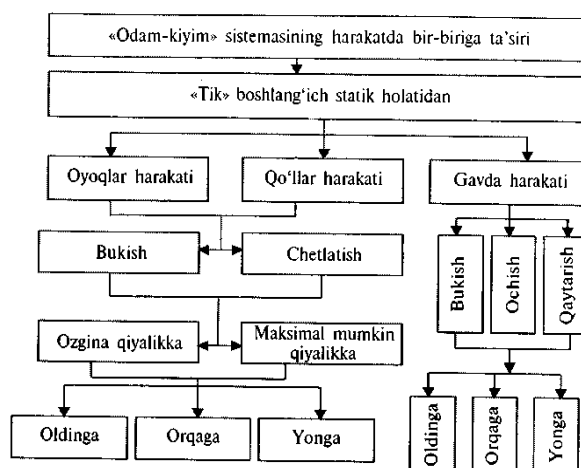 «Odam-kiyim» sistemasining harakatda bir-biriga ta'siri
«Tik» boshlang‘ich statik holatidan
Oyoqlar harakati
Qo‘llar harakati
Gavda harakati
Bukish
Chetlatish
Bukish
Ochish
Qaytarish
Ozgina qiyalikka
Maksimal mumkin
qiyalikka
Oldinga
Orqaga
Yonga
Oldinga
Orqaga
Yonga